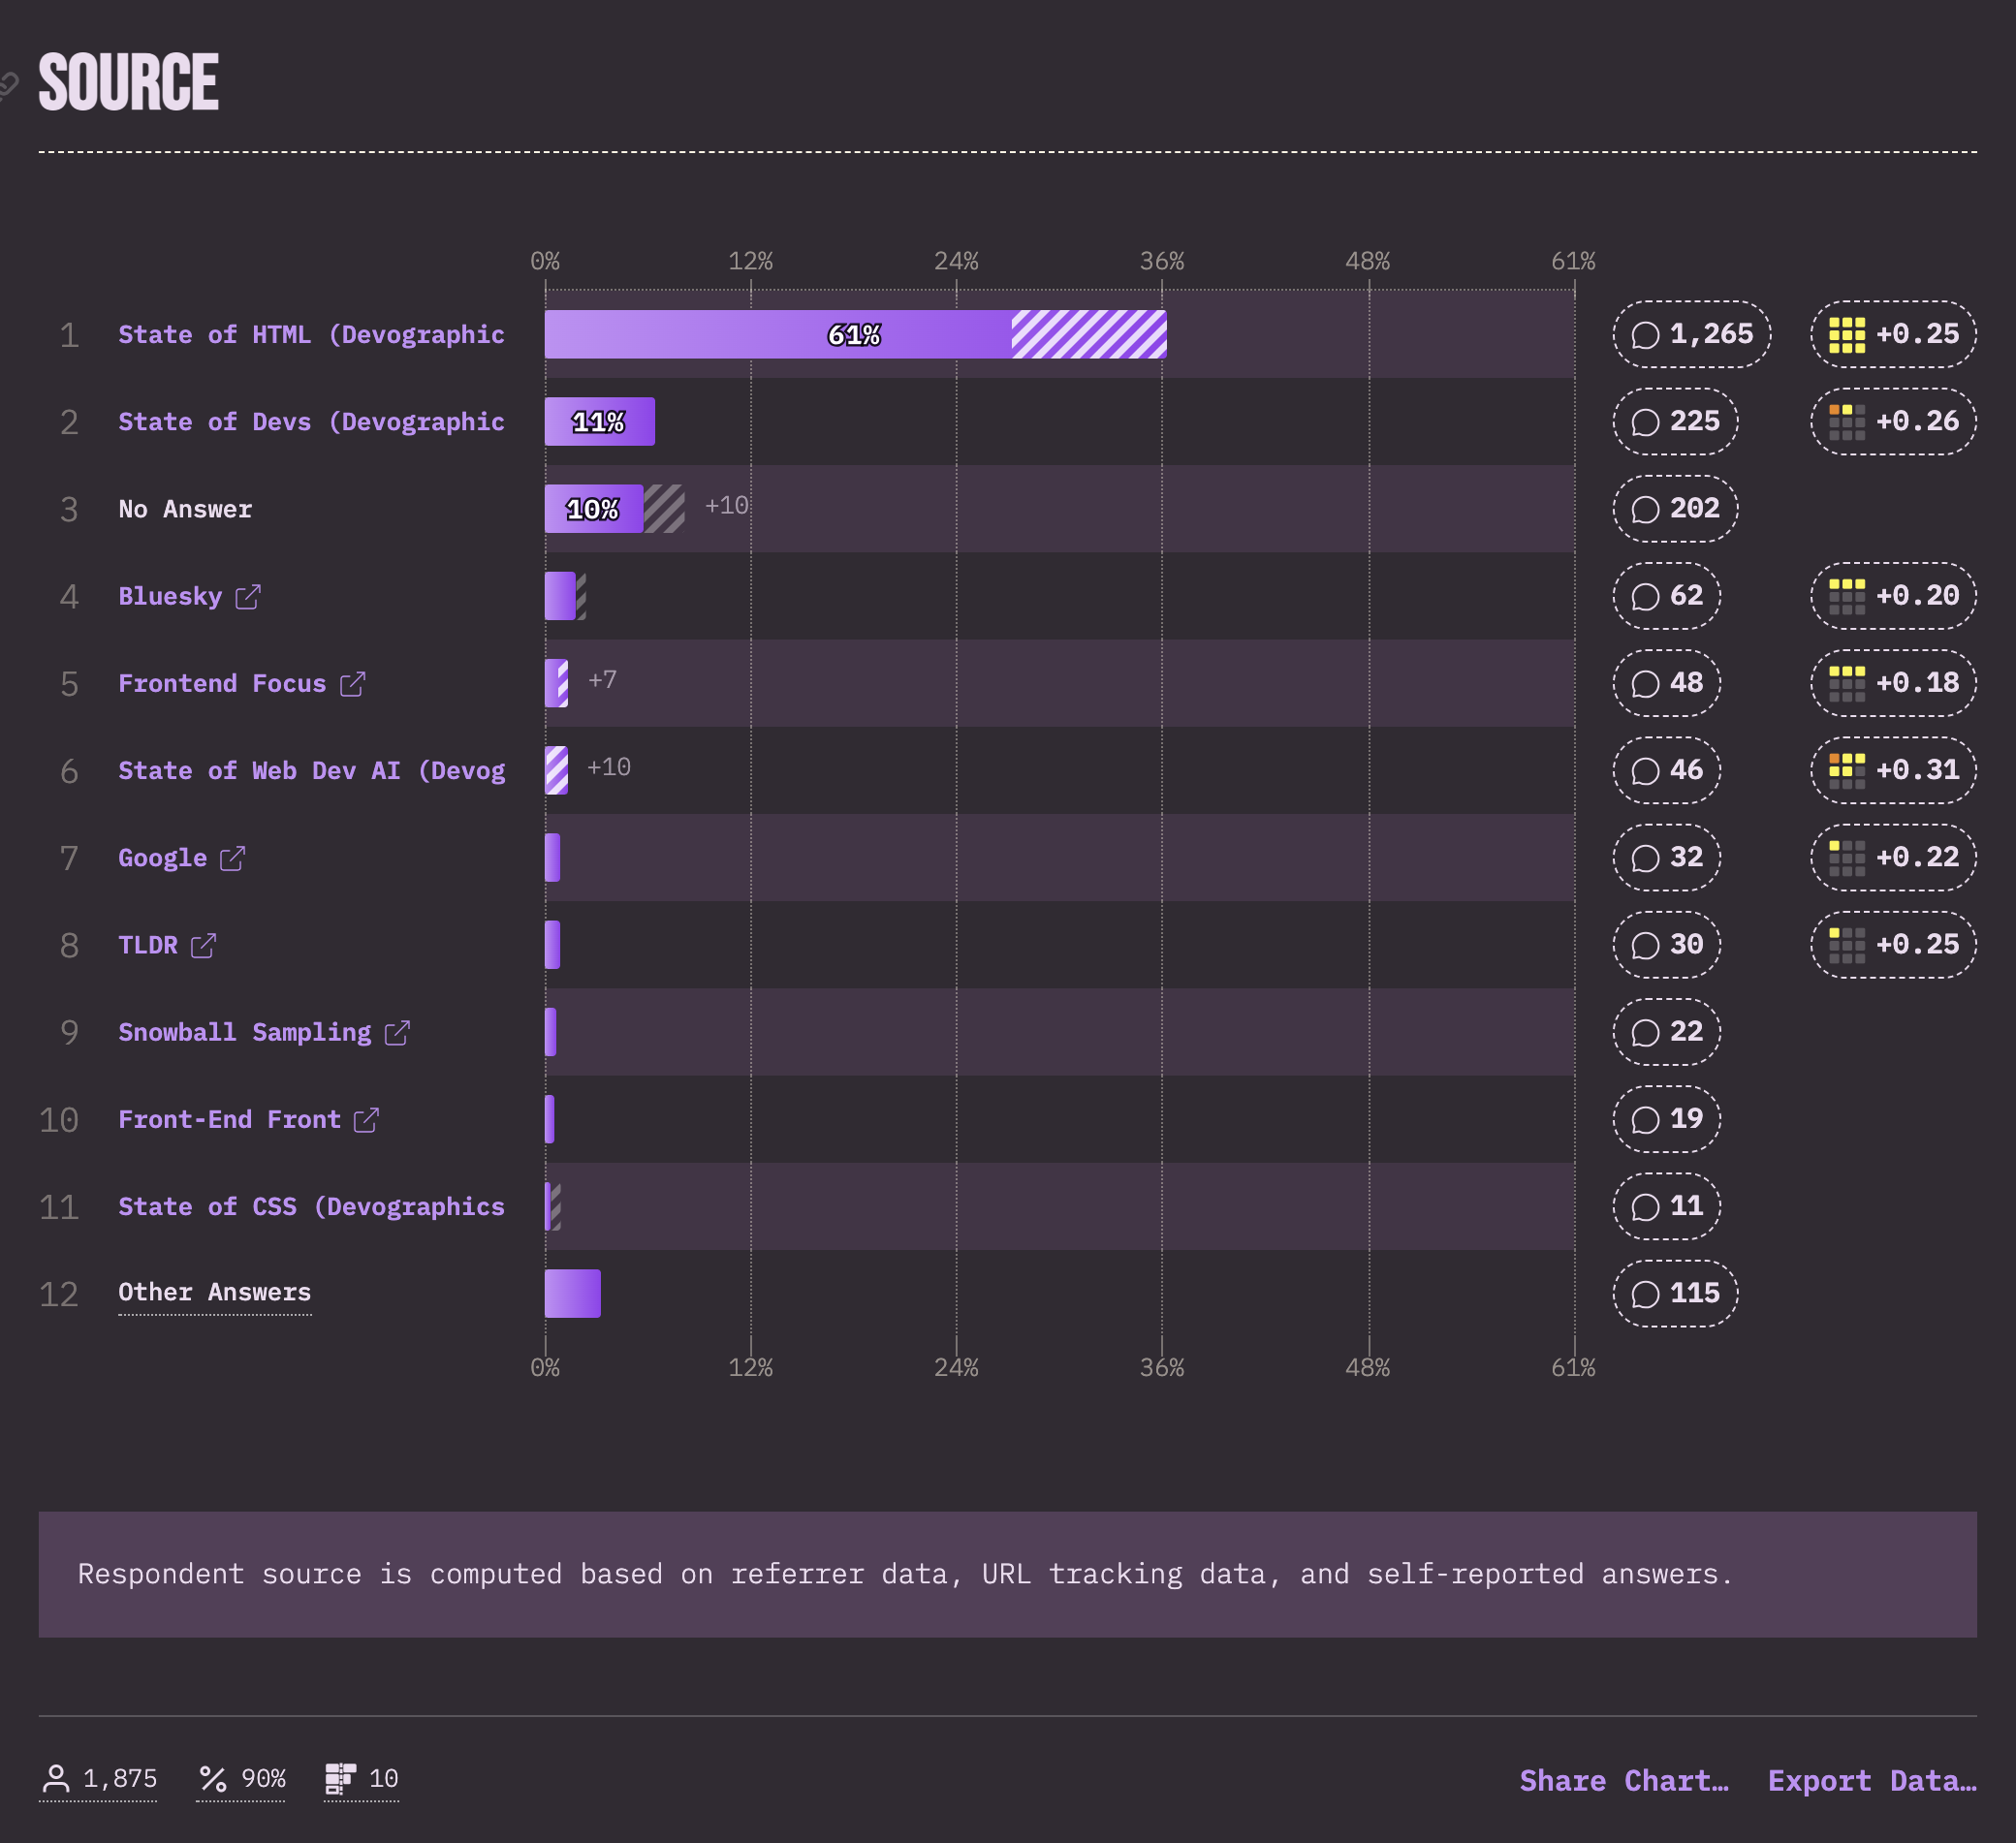 SOURCE
0% 12% 24% 36% 48% 61%
1 State of HTML (Devographic 61% 1,265 +0.25
2 State of Devs (Devographic 11% 225 +0.26
3 No Answer 10% +10 202
4 Bluesky 62 +0.20
5 Frontend Focus +7 48 +0.18
6 State of Web Dev AI (Devog +10 46 +0.31
7 Google 32 +0.22
8 TLDR 30 +0.25
9 Snowball Sampling 22
10 Front-End Front 19
11 State of CSS (Devographics 11
12 Other Answers 115
0% 12% 24% 36% 48% 61%
Respondent source is computed based on referrer data, URL tracking data, and self-reported answers.
1,875 90% 10 Share Chart… Export Data…